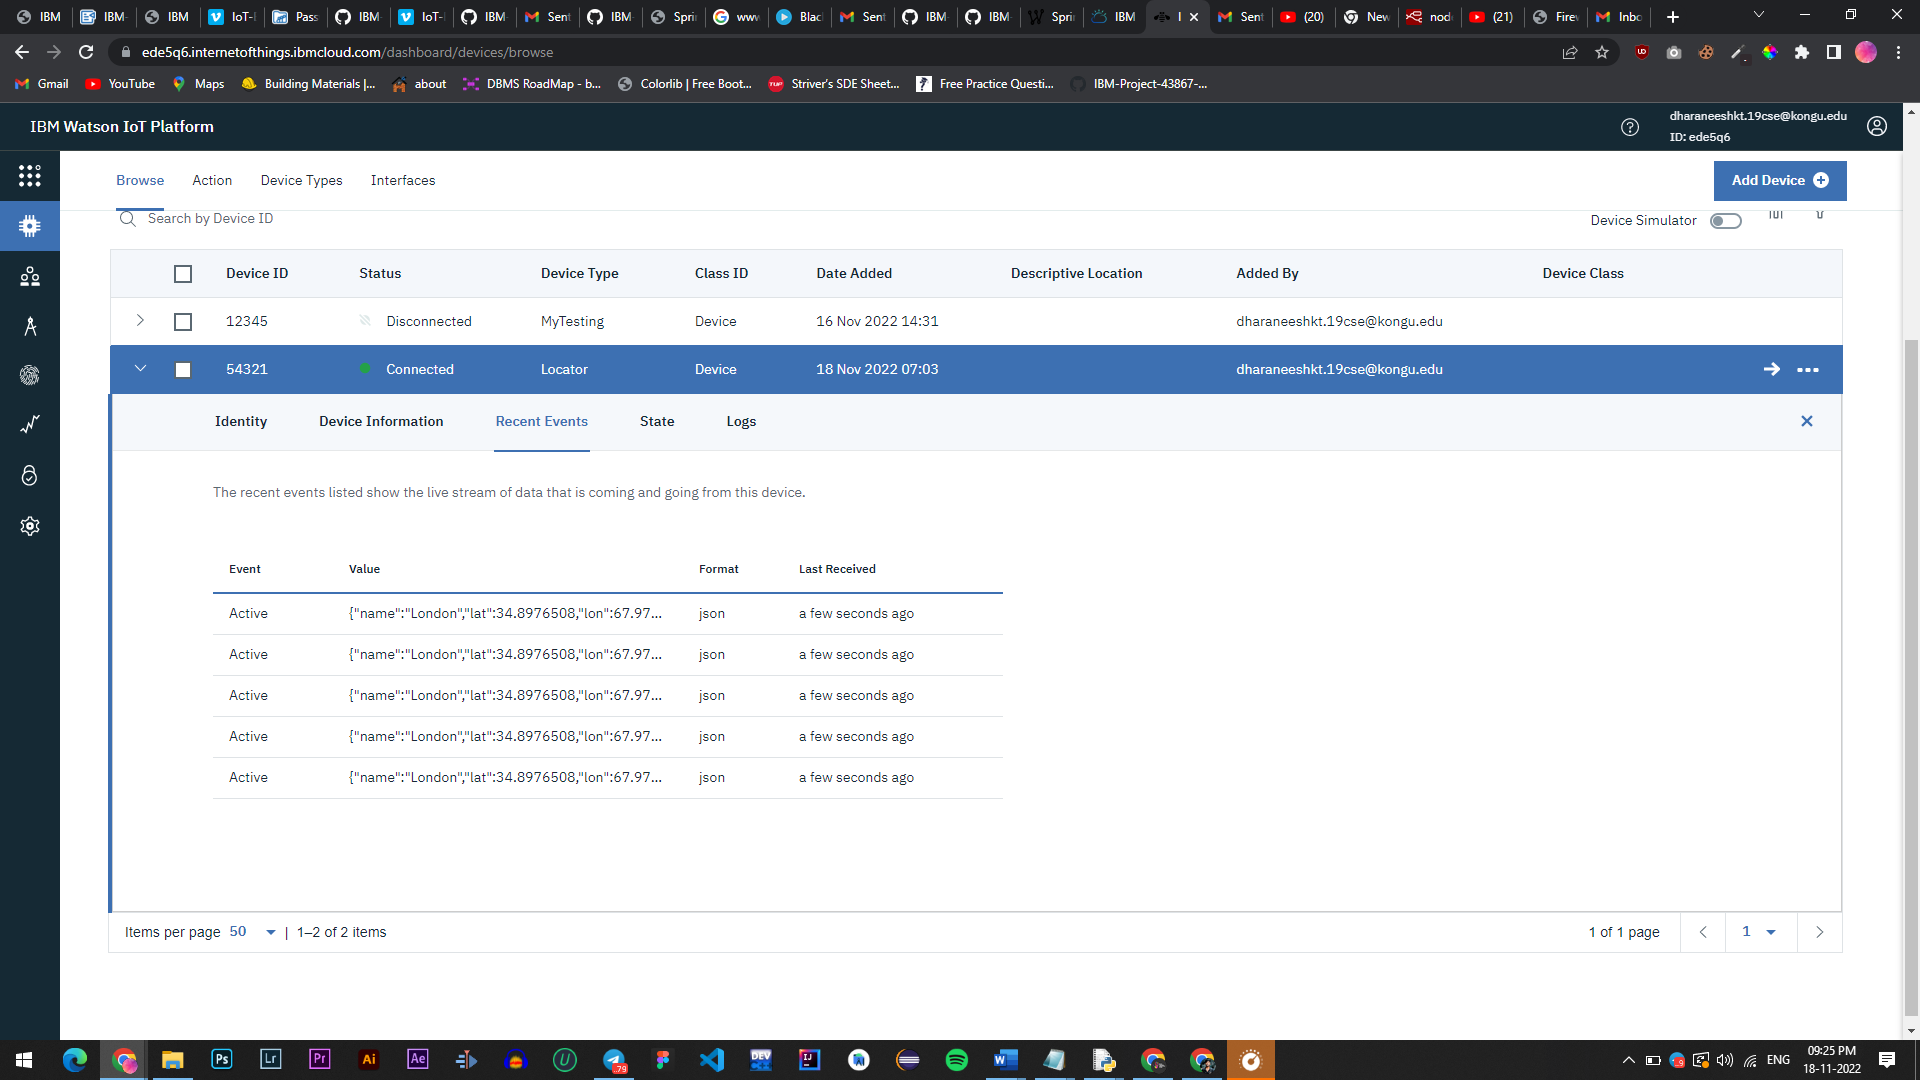 IBM
IBM-
IBM
IoT-
Pass
IBM-
IoT-
IBM
Sent
IBM-
Spri
www
Blac
Sent
IBM
IBM
Spri
IBM
I
Sent
(20)
New
nod
(21)
Firew
Inbo
ede5q6.internetofthings.ibmcloud.com/dashboard/devices/browse
Gmail
YouTube
Maps
Building Materials |...
about
DBMS RoadMap - b...
Colorlib | Free Boot...
Striver's SDE Sheet...
Free Practice Questi...
IBM-Project-43867-...
IBM Watson IoT Platform
dharaneeshkt.19cse@kongu.edu
ID: ede5q6
Browse Action Device Types Interfaces
Add Device
Search by Device ID
Device Simulator
Device ID Status Device Type Class ID Date Added Descriptive Location Added By Device Class
12345 Disconnected MyTesting Device 16 Nov 2022 14:31 dharaneeshkt.19cse@kongu.edu
54321 Connected Locator Device 18 Nov 2022 07:03 dharaneeshkt.19cse@kongu.edu
Identity Device Information Recent Events State Logs
The recent events listed show the live stream of data that is coming and going from this device.
Event Value Format Last Received
Active {"name":"London","lat":34.8976508,"lon":67.97... json a few seconds ago
Active {"name":"London","lat":34.8976508,"lon":67.97... json a few seconds ago
Active {"name":"London","lat":34.8976508,"lon":67.97... json a few seconds ago
Active {"name":"London","lat":34.8976508,"lon":67.97... json a few seconds ago
Active {"name":"London","lat":34.8976508,"lon":67.97... json a few seconds ago
Items per page 50 | 1–2 of 2 items
1 of 1 page
1
Ps
Lr
Pr
Ai
Ae
.79
DEV
IJ
W
ENG
09:25 PM
18-11-2022